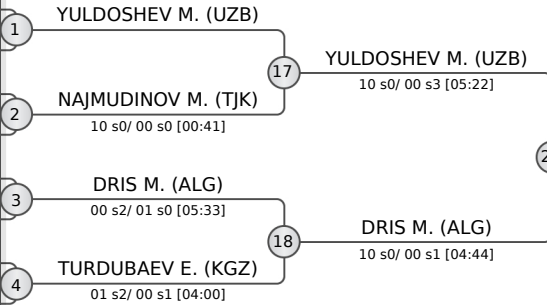 YULDOSHEV M. (UZB)
1
17
YULDOSHEV M. (UZB)
10 s0/ 00 s3 [05:22]
NAJMUDINOV M. (TJK)
2
10 s0/ 00 s0 [00:41]
2
DRIS M. (ALG)
3
00 s2/ 01 s0 [05:33]
18
DRIS M. (ALG)
10 s0/ 00 s1 [04:44]
TURDUBAEV E. (KGZ)
4
01 s2/ 00 s1 [04:00]